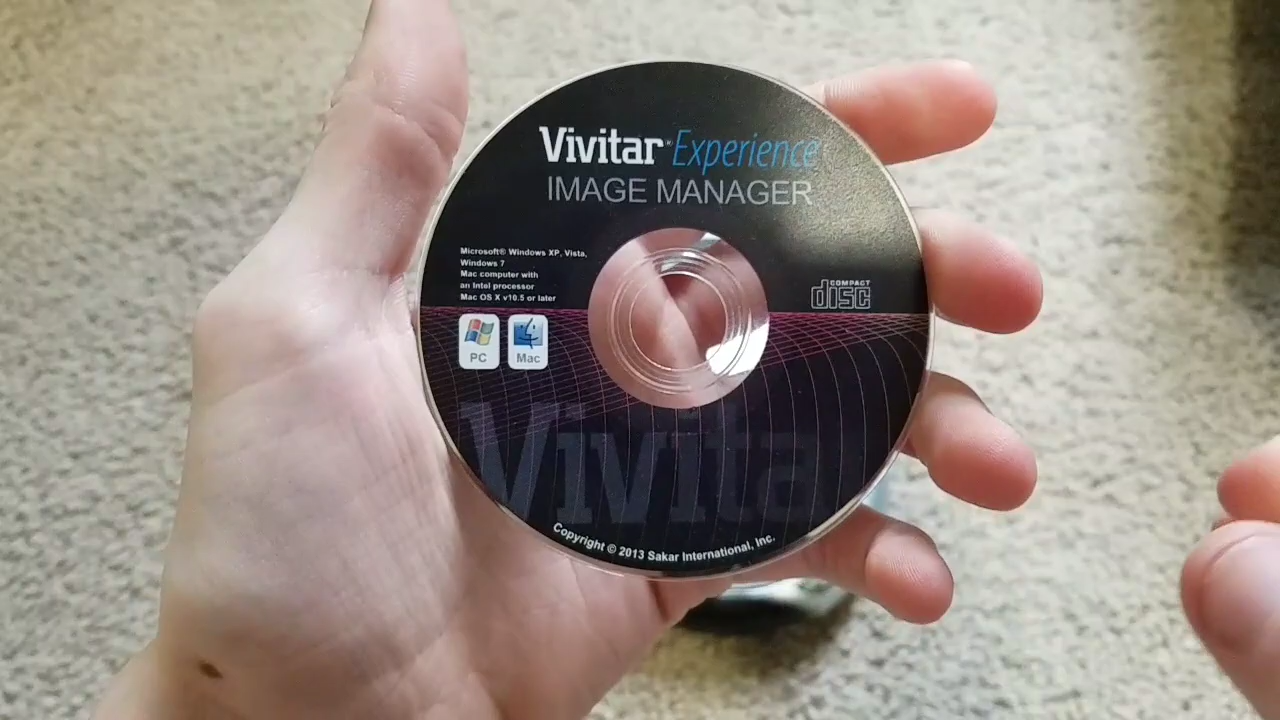 Vivitar® Experience
IMAGE MANAGER
Microsoft® Windows XP, Vista,
Windows 7
Mac computer with
an Intel processor
Mac OS X v10.5 or later
COMPACT
disc
PC
Mac
Vivitar
Copyright © 2013 Sakar International, Inc.